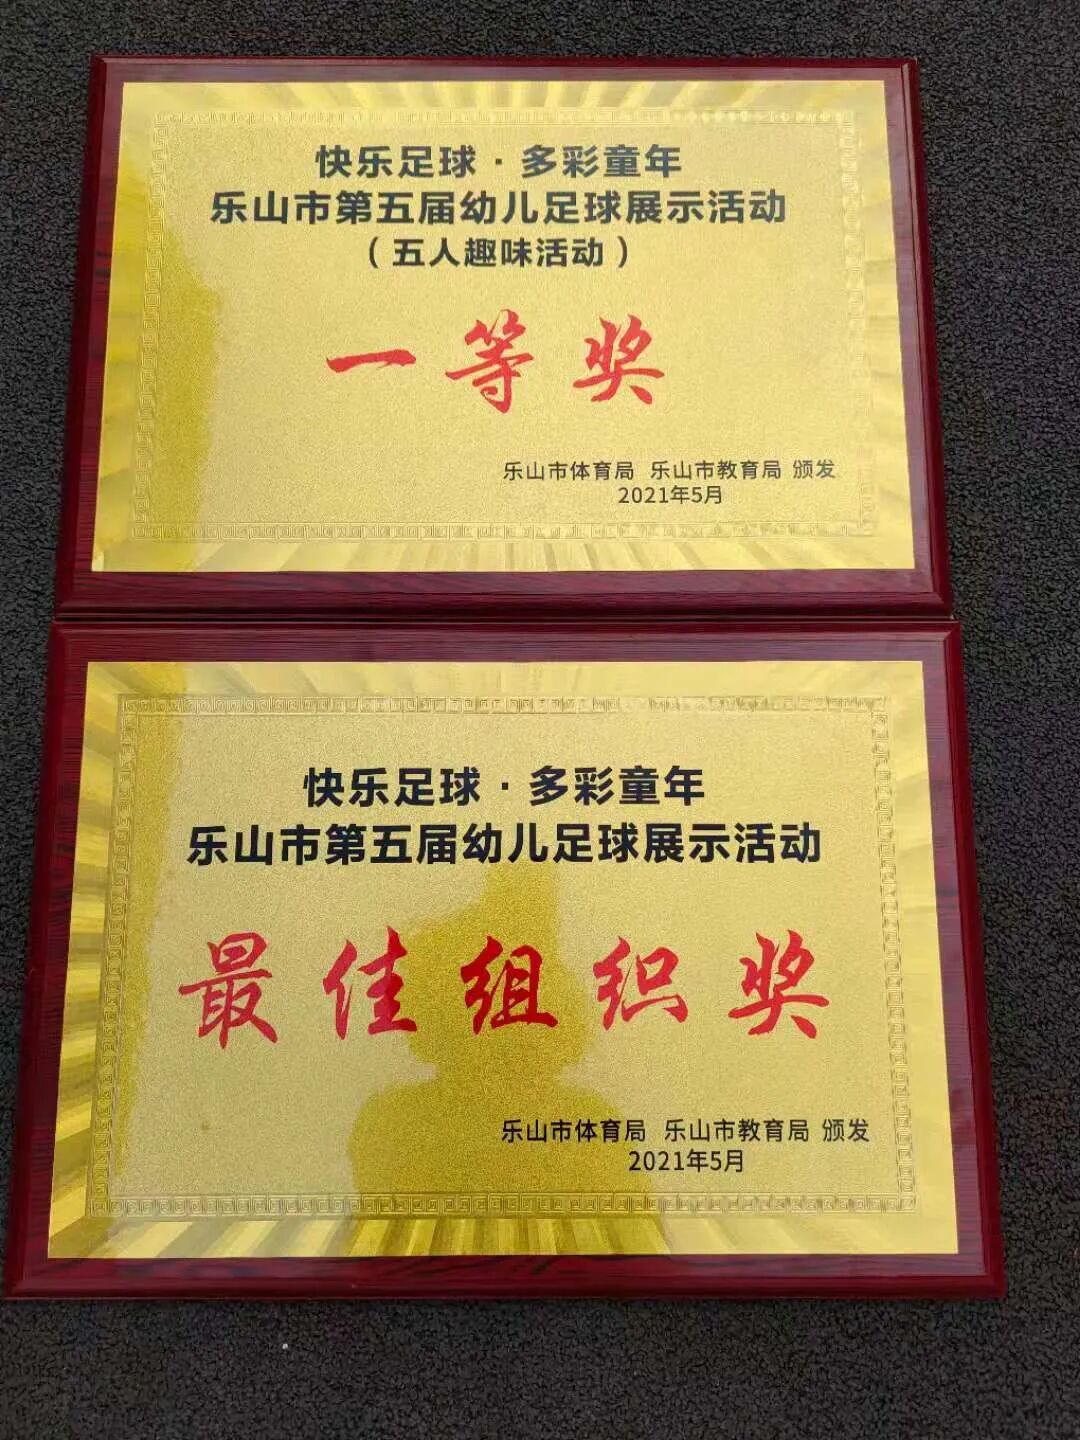 快乐足球·多彩童年
乐山市第五届幼儿足球展示活动
（五人趣味活动）
一等奖
乐山市体育局 乐山市教育局 颁发
2021年5月
快乐足球·多彩童年
乐山市第五届幼儿足球展示活动
最佳组织奖
乐山市体育局 乐山市教育局 颁发
2021年5月